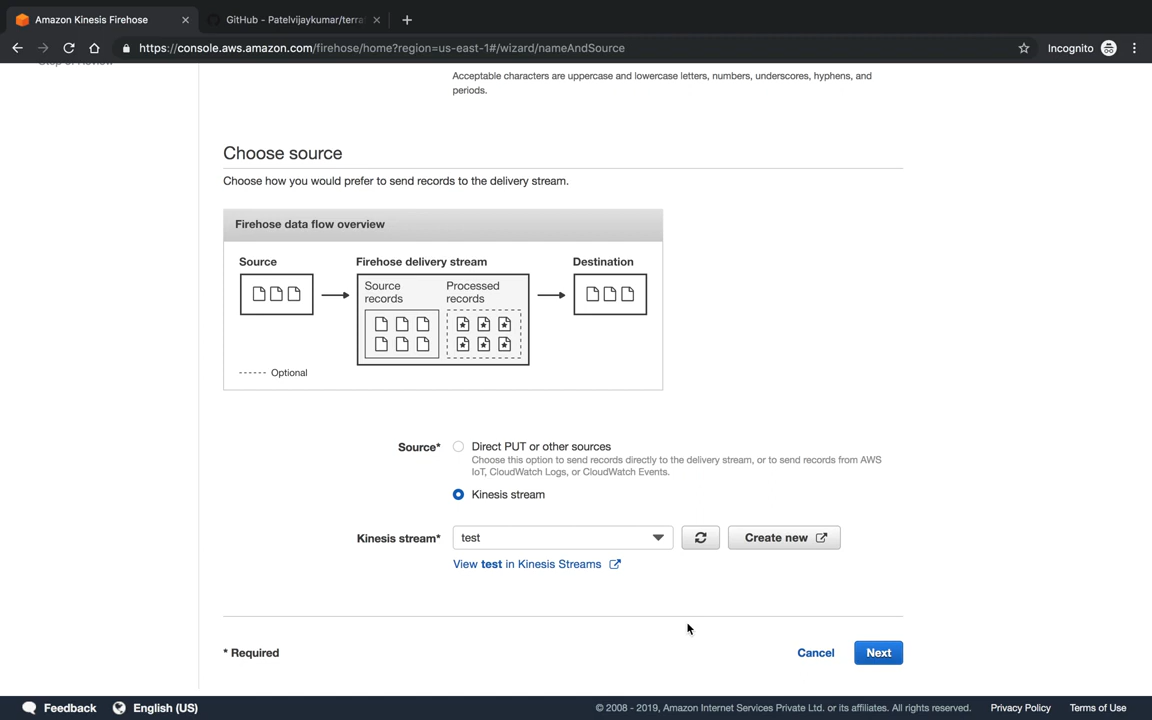 Amazon Kinesis Firehose
GitHub - Patelvijaykumar/terra
https://console.aws.amazon.com/firehose/home?region=us-east-1#/wizard/nameAndSource
Incognito
Step 5: Review
Acceptable characters are uppercase and lowercase letters, numbers, underscores, hyphens, and
periods.
Choose source
Choose how you would prefer to send records to the delivery stream.
Firehose data flow overview
Source
Firehose delivery stream
Destination
Source
records
Processed
records
Optional
Source*
Direct PUT or other sources
Choose this option to send records directly to the delivery stream, or to send records from AWS
IoT, CloudWatch Logs, or CloudWatch Events.
Kinesis stream
Kinesis stream*
test
Create new
View test in Kinesis Streams
* Required
Cancel
Next
Feedback
English (US)
© 2008 - 2019, Amazon Internet Services Private Ltd. or its affiliates. All rights reserved.
Privacy Policy
Terms of Use